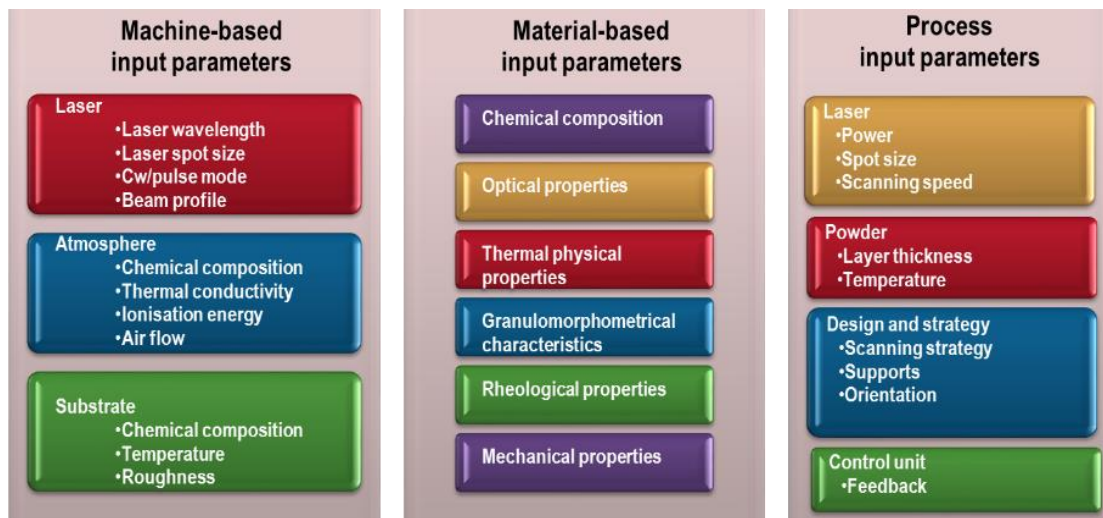 Machine-based
input parameters
Laser
•Laser wavelength
•Laser spot size
•Cw/pulse mode
•Beam profile
Atmosphere
•Chemical composition
•Thermal conductivity
•Ionisation energy
•Air flow
Substrate
•Chemical composition
•Temperature
•Roughness
Material-based
input parameters
Chemical composition
Optical properties
Thermal physical
properties
Granulomorphometrical
characteristics
Rheological properties
Mechanical properties
Process
input parameters
Laser
•Power
•Spot size
•Scanning speed
Powder
•Layer thickness
•Temperature
Design and strategy
•Scanning strategy
•Supports
•Orientation
Control unit
•Feedback